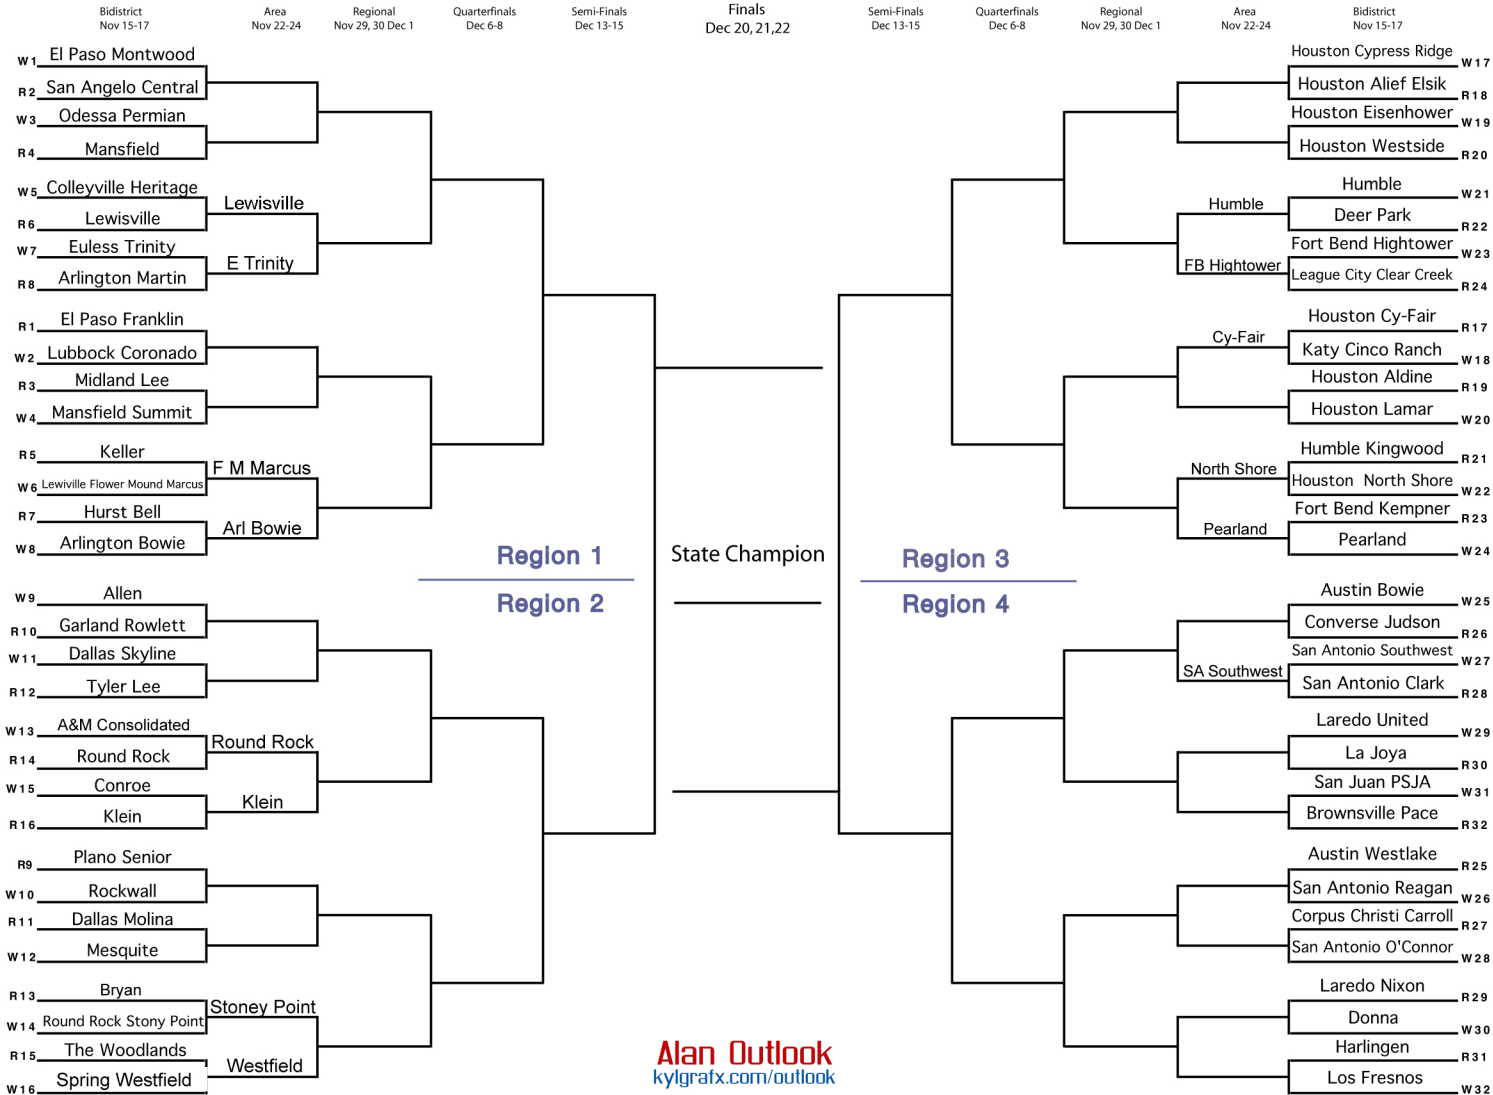 Bidistrict
Nov 15-17
Area
Nov 22-24
Regional
Nov 29, 30 Dec 1
Quarterfinals
Dec 6-8
Semi-Finals
Dec 13-15
Finals
Dec 20, 21,22
Semi-Finals
Dec 13-15
Quarterfinals
Dec 6-8
Regional
Nov 29, 30 Dec 1
Area
Nov 22-24
Bidistrict
Nov 15-17
W1 El Paso Montwood
R2 San Angelo Central
W3 Odessa Permian
R4 Mansfield
W5 Colleyville Heritage
Lewisville
R6 Lewisville
W7 Euless Trinity
E Trinity
R8 Arlington Martin
R1 El Paso Franklin
W2 Lubbock Coronado
R3 Midland Lee
W4 Mansfield Summit
R5 Keller
F M Marcus
W6 Lewiville Flower Mound Marcus
R7 Hurst Bell
Arl Bowie
W8 Arlington Bowie
Region 1
Region 2
W9 Allen
R10 Garland Rowlett
W11 Dallas Skyline
R12 Tyler Lee
W13 A&M Consolidated
Round Rock
R14 Round Rock
W15 Conroe
Klein
R16 Klein
R9 Plano Senior
W10 Rockwall
R11 Dallas Molina
W12 Mesquite
R13 Bryan
Stoney Point
W14 Round Rock Stony Point
R15 The Woodlands
Westfield
W16 Spring Westfield
State Champion
Alan Outlook
kylgrafx.com/outlook
Houston Cypress Ridge W17
Houston Alief Elsik R18
Houston Eisenhower W19
Houston Westside R20
Humble W21
Humble
Deer Park R22
Fort Bend Hightower W23
FB Hightower
League City Clear Creek R24
Houston Cy-Fair R17
Cy-Fair
Katy Cinco Ranch W18
Houston Aldine R19
Houston Lamar W20
Humble Kingwood R21
North Shore
Houston North Shore W22
Fort Bend Kempner R23
Pearland
Pearland W24
Region 3
Region 4
Austin Bowie W25
Converse Judson R26
San Antonio Southwest W27
SA Southwest
San Antonio Clark R28
Laredo United W29
La Joya R30
San Juan PSJA W31
Brownsville Pace R32
Austin Westlake R25
San Antonio Reagan W26
Corpus Christi Carroll R27
San Antonio O'Connor W28
Laredo Nixon R29
Donna W30
Harlingen R31
Los Fresnos W32